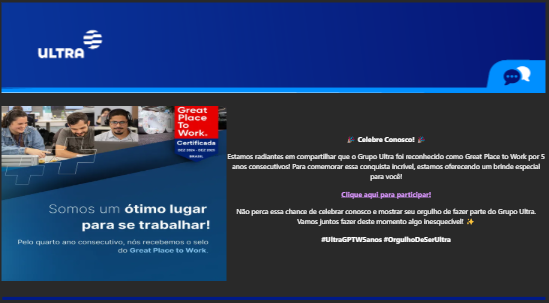 ULTRA
Great
Place
To
Work.
Certificada
DEZ 2024 - DEZ 2025
BRASIL
Somos um ótimo lugar
para se trabalhar!
Pelo quarto ano consecutivo, nós recebemos o selo
do Great Place to Work.
🎉 Celebre Conosco! 🎉
Estamos radiantes em compartilhar que o Grupo Ultra foi reconhecido como Great Place to Work por 5
anos consecutivos! Para comemorar essa conquista incrível, estamos oferecendo um brinde especial
para você!
Clique aqui para participar!
Não perca essa chance de celebrar conosco e mostrar seu orgulho de fazer parte do Grupo Ultra.
Vamos juntos fazer deste momento algo inesquecível! ✨
#UltraGPTW5anos #OrgulhoDeSerUltra